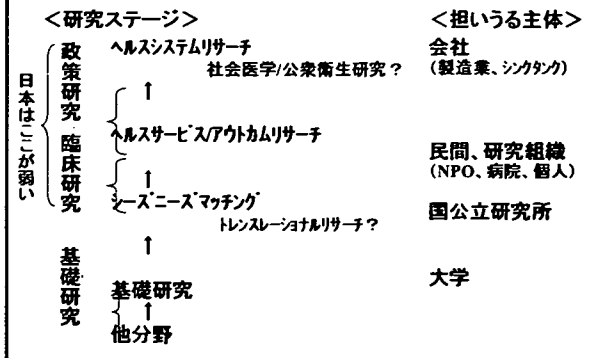 ＜研究ステージ＞
＜担いうる主体＞
日本はここが弱い
政策研究
臨床研究
基礎研究
ヘルスシステムリサーチ
社会医学/公衆衛生研究？
↑
ヘルスサービス/アウトカムリサーチ
↑
シーズニーズマッチング
トレンスレーショナルリサーチ？
↑
基礎研究
↑
他分野
会社
（製造業、シンクタンク）
民間、研究組織
（NPO、病院、個人）
国公立研究所
大学